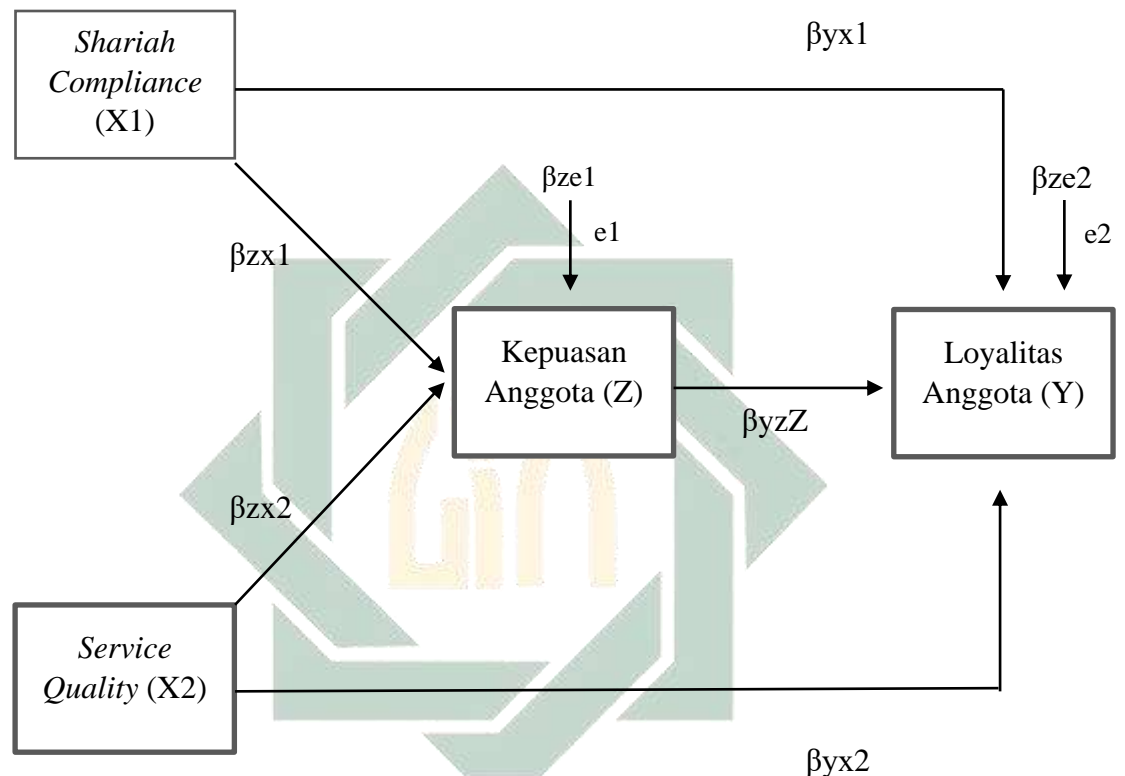 Shariah
Compliance
(X1)
βyx1
βze1
e1
βze2
e2
βzx1
Kepuasan
Anggota (Z)
Loyalitas
Anggota (Y)
βyzZ
βzx2
Service
Quality (X2)
βyx2